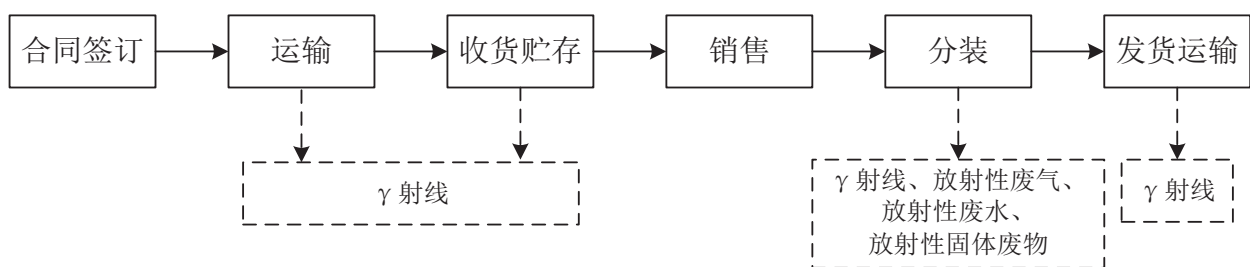 合同签订
运输
收货贮存
销售
分装
发货运输
γ 射线
γ 射线、放射性废气、
放射性废水、
放射性固体废物
γ 射线